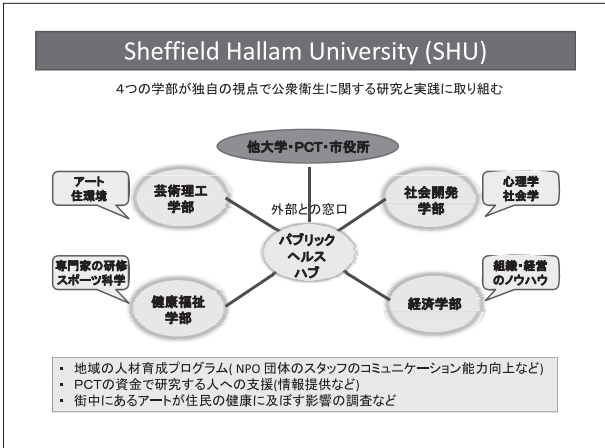 Sheffield Hallam University (SHU)
4つの学部が独自の視点で公衆衛生に関する研究と実践に取り組む
他大学・PCT・市役所
アート
住環境
芸術理工
学部
社会開発
学部
心理学
社会学
外部との窓口
パブリック
ヘルス
ハブ
専門家の研修
スポーツ科学
健康福祉
学部
経済学部
組織・経営
のノウハウ
・ 地域の人材育成プログラム( NPO 団体のスタッフのコミュニケーション能力向上など)
・ PCTの資金で研究する人への支援(情報提供など)
・ 街中にあるアートが住民の健康に及ぼす影響の調査など